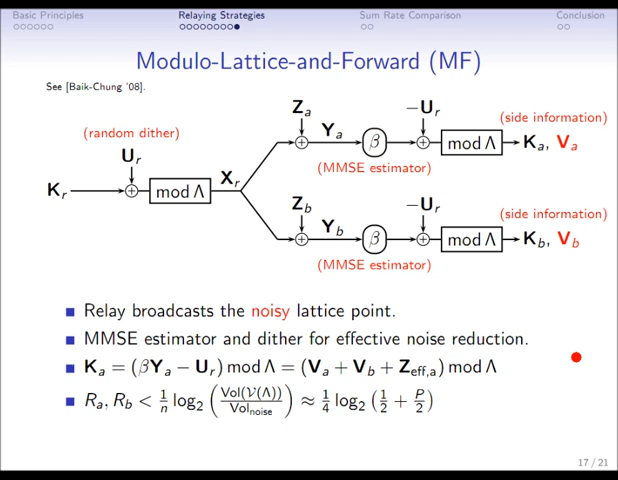 Basic Principles Relaying Strategies Sum Rate Comparison Conclusion
Modulo-Lattice-and-Forward (MF)
See [Baik-Chung '08].
Z_a −U_r (side information)
(random dither) Y_a β mod Λ K_a, V_a
U_r (MMSE estimator)
K_r mod Λ X_r
Z_b −U_r (side information)
Y_b β mod Λ K_b, V_b
(MMSE estimator)
Relay broadcasts the noisy lattice point.
MMSE estimator and dither for effective noise reduction.
K_a = (βY_a − U_r) mod Λ = (V_a + V_b + Z_eff,a) mod Λ
R_a, R_b < 1/n log_2 (Vol(V(Λ))/Vol_noise) ≈ 1/4 log_2 (1/2 + P/2)
17 / 21